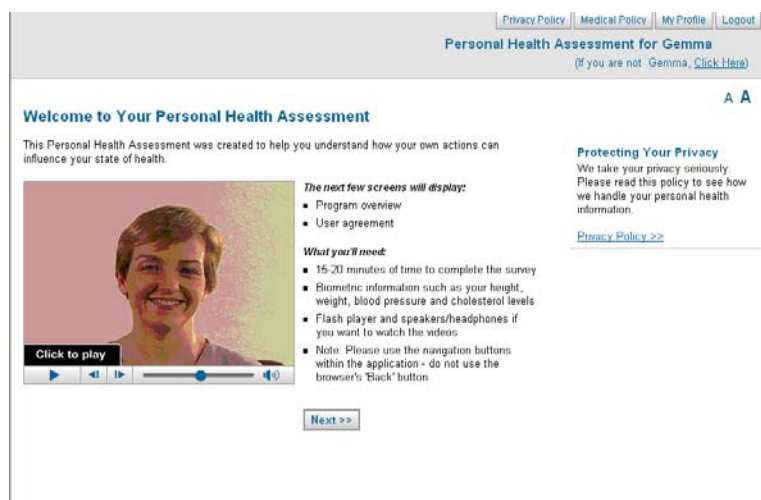 Privacy Policy
Medical Policy
My Profile
Logout
Personal Health Assessment for Gemma
(If you are not Gemma, Click Here)
A A
Welcome to Your Personal Health Assessment
This Personal Health Assessment was created to help you understand how your own actions can
influence your state of health.
The next few screens will display:
▪ Program overview
▪ User agreement
What you'll need:
▪ 15-20 minutes of time to complete the survey
▪ Biometric information such as your height,
weight, blood pressure and cholesterol levels
▪ Flash player and speakers/headphones if
you want to watch the videos
▪ Note: Please use the navigation buttons
within the application - do not use the
browser's "Back" button.
Click to play
Next >>
Protecting Your Privacy
We take your privacy seriously.
Please read this policy to see how
we handle your personal health
information.
Privacy Policy >>